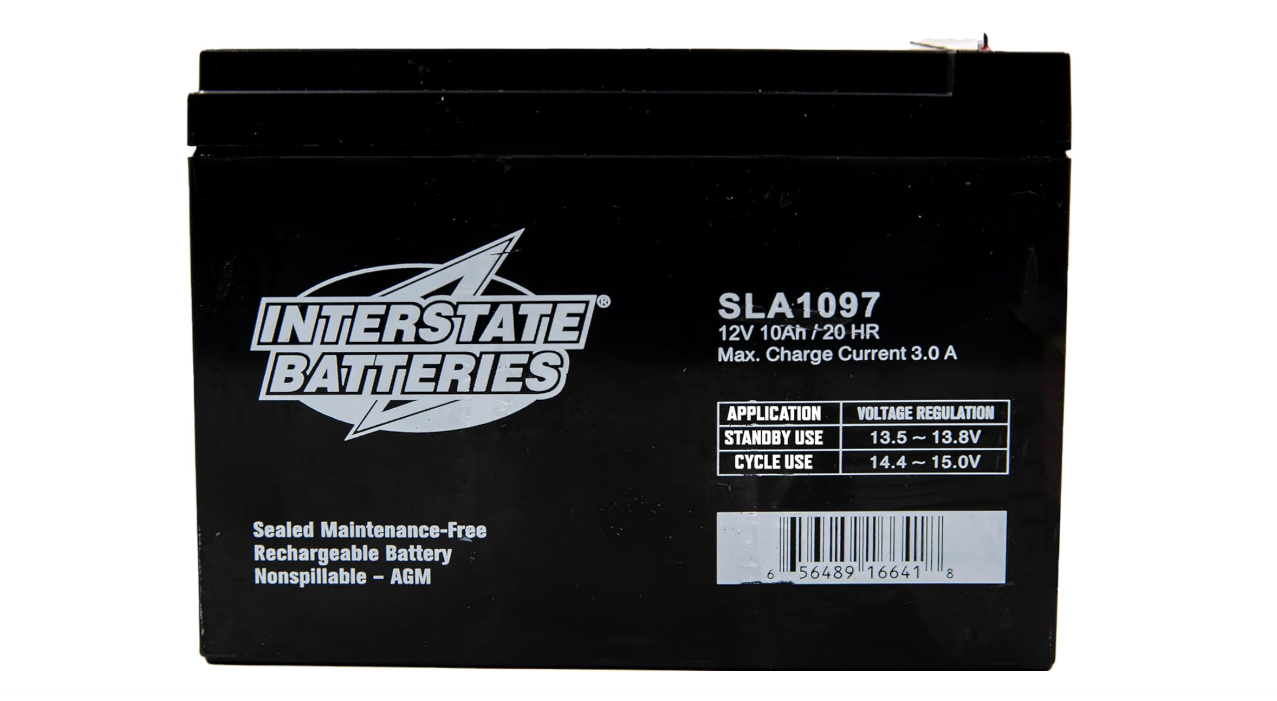 INTERSTATE®
BATTERIES
SLA1097
12V 10Ah / 20 HR
Max. Charge Current 3.0 A
APPLICATION VOLTAGE REGULATION
STANDBY USE 13.5 ~ 13.8V
CYCLE USE 14.4 ~ 15.0V
Sealed Maintenance-Free
Rechargeable Battery
Nonspillable – AGM
6 56489 16641 8